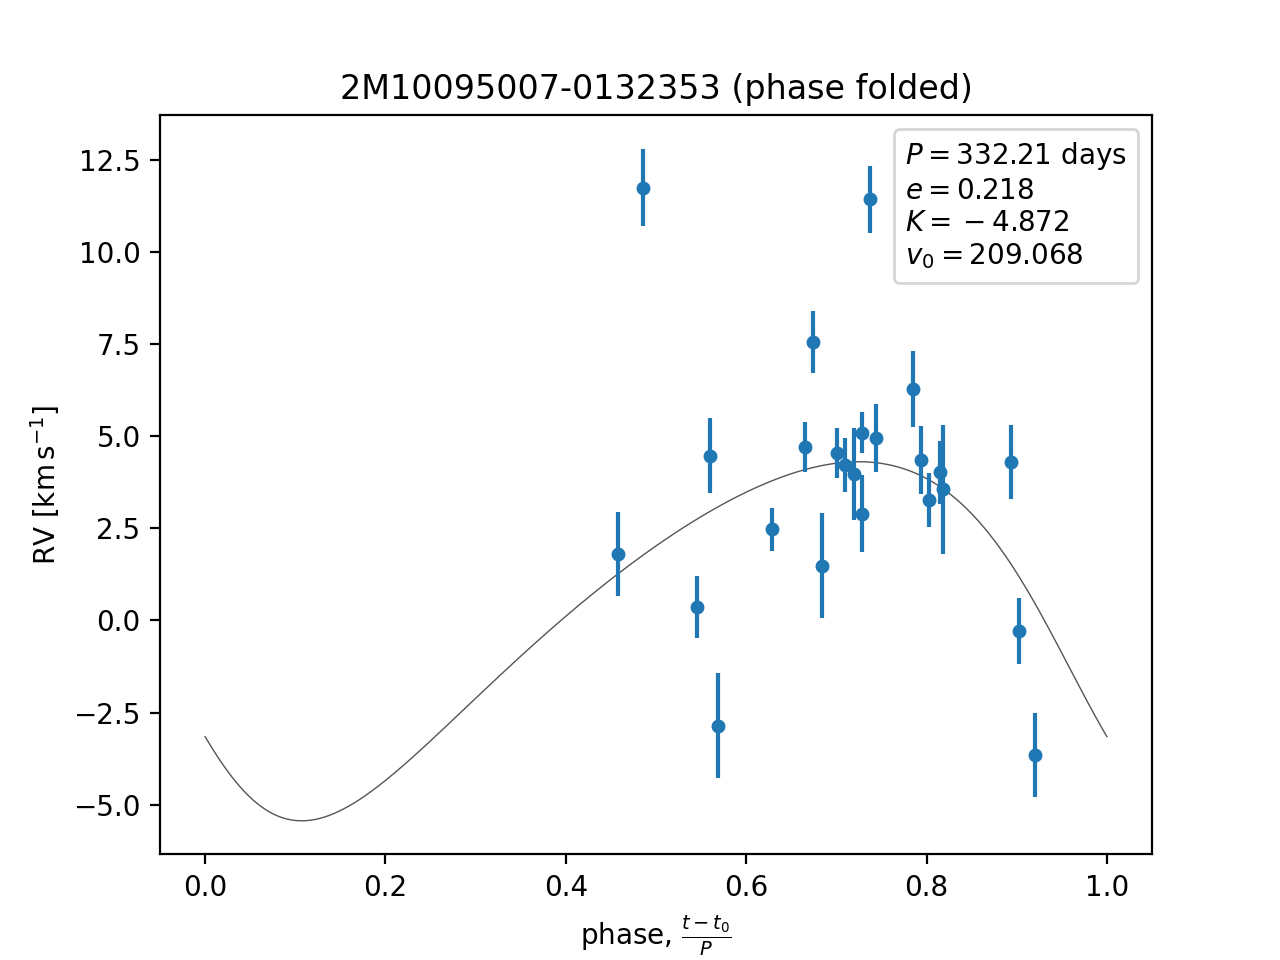 2M10095007-0132353 (phase folded)
P = 332.21 days
e = 0.218
K = −4.872
v₀ = 209.068
12.5
10.0
7.5
5.0
2.5
0.0
−2.5
−5.0
RV [km s⁻¹]
0.0 0.2 0.4 0.6 0.8 1.0
phase, (t − t₀)/P